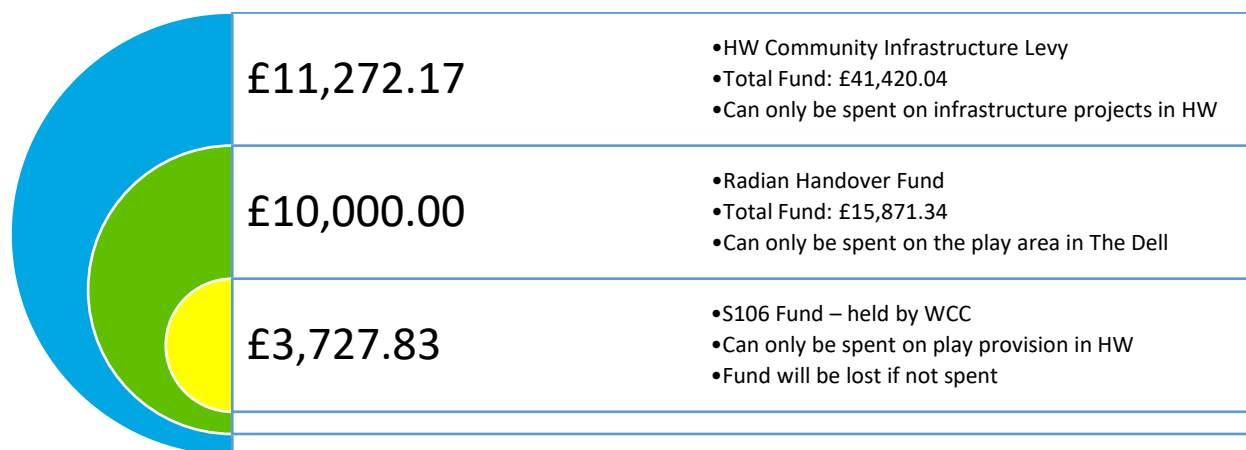 £11,272.17
•HW Community Infrastructure Levy
•Total Fund: £41,420.04
•Can only be spent on infrastructure projects in HW
£10,000.00
•Radian Handover Fund
•Total Fund: £15,871.34
•Can only be spent on the play area in The Dell
£3,727.83
•S106 Fund – held by WCC
•Can only be spent on play provision in HW
•Fund will be lost if not spent